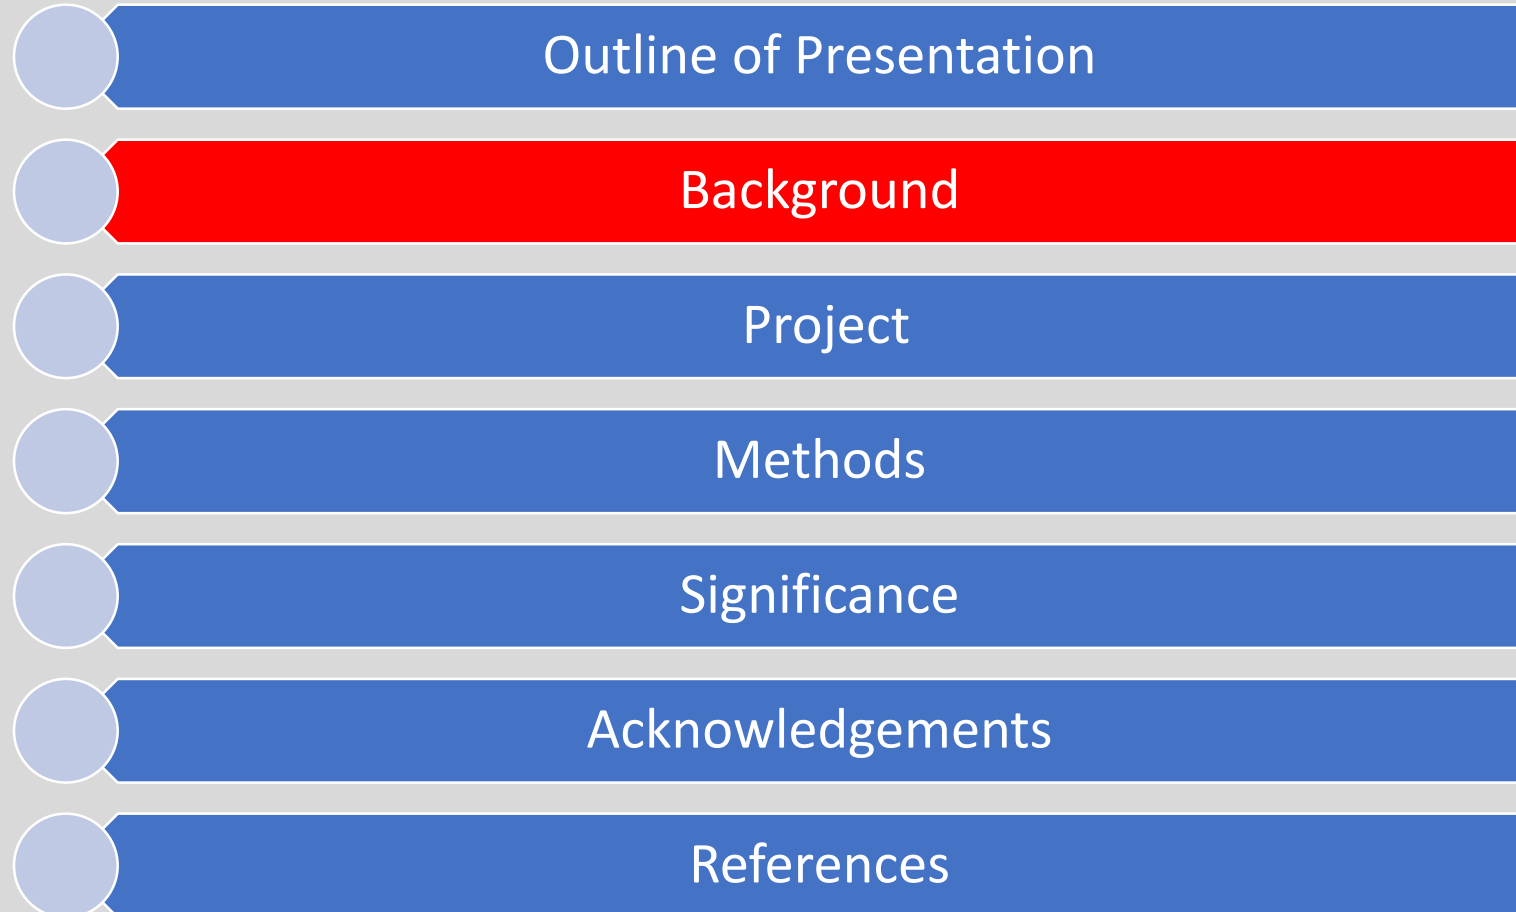 Outline of Presentation
Background
Project
Methods
Significance
Acknowledgements
References